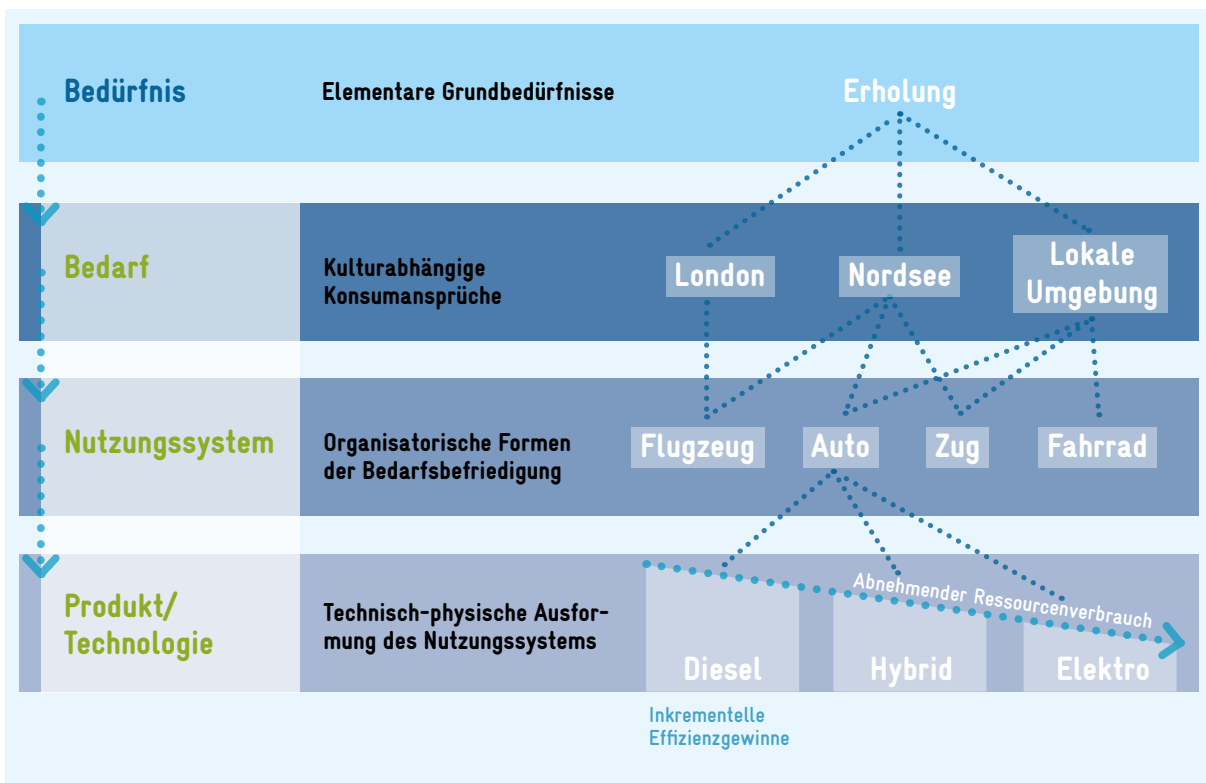 Bedürfnis
Elementare Grundbedürfnisse
Erholung
Bedarf
Kulturabhängige
Konsumansprüche
London
Nordsee
Lokale
Umgebung
Nutzungssystem
Organisatorische Formen
der Bedarfsbefriedigung
Flugzeug
Auto
Zug
Fahrrad
Produkt/
Technologie
Technisch-physische Ausfor-
mung des Nutzungssystems
Abnehmender Ressourcenverbrauch
Diesel
Hybrid
Elektro
Inkrementelle
Effizienzgewinne